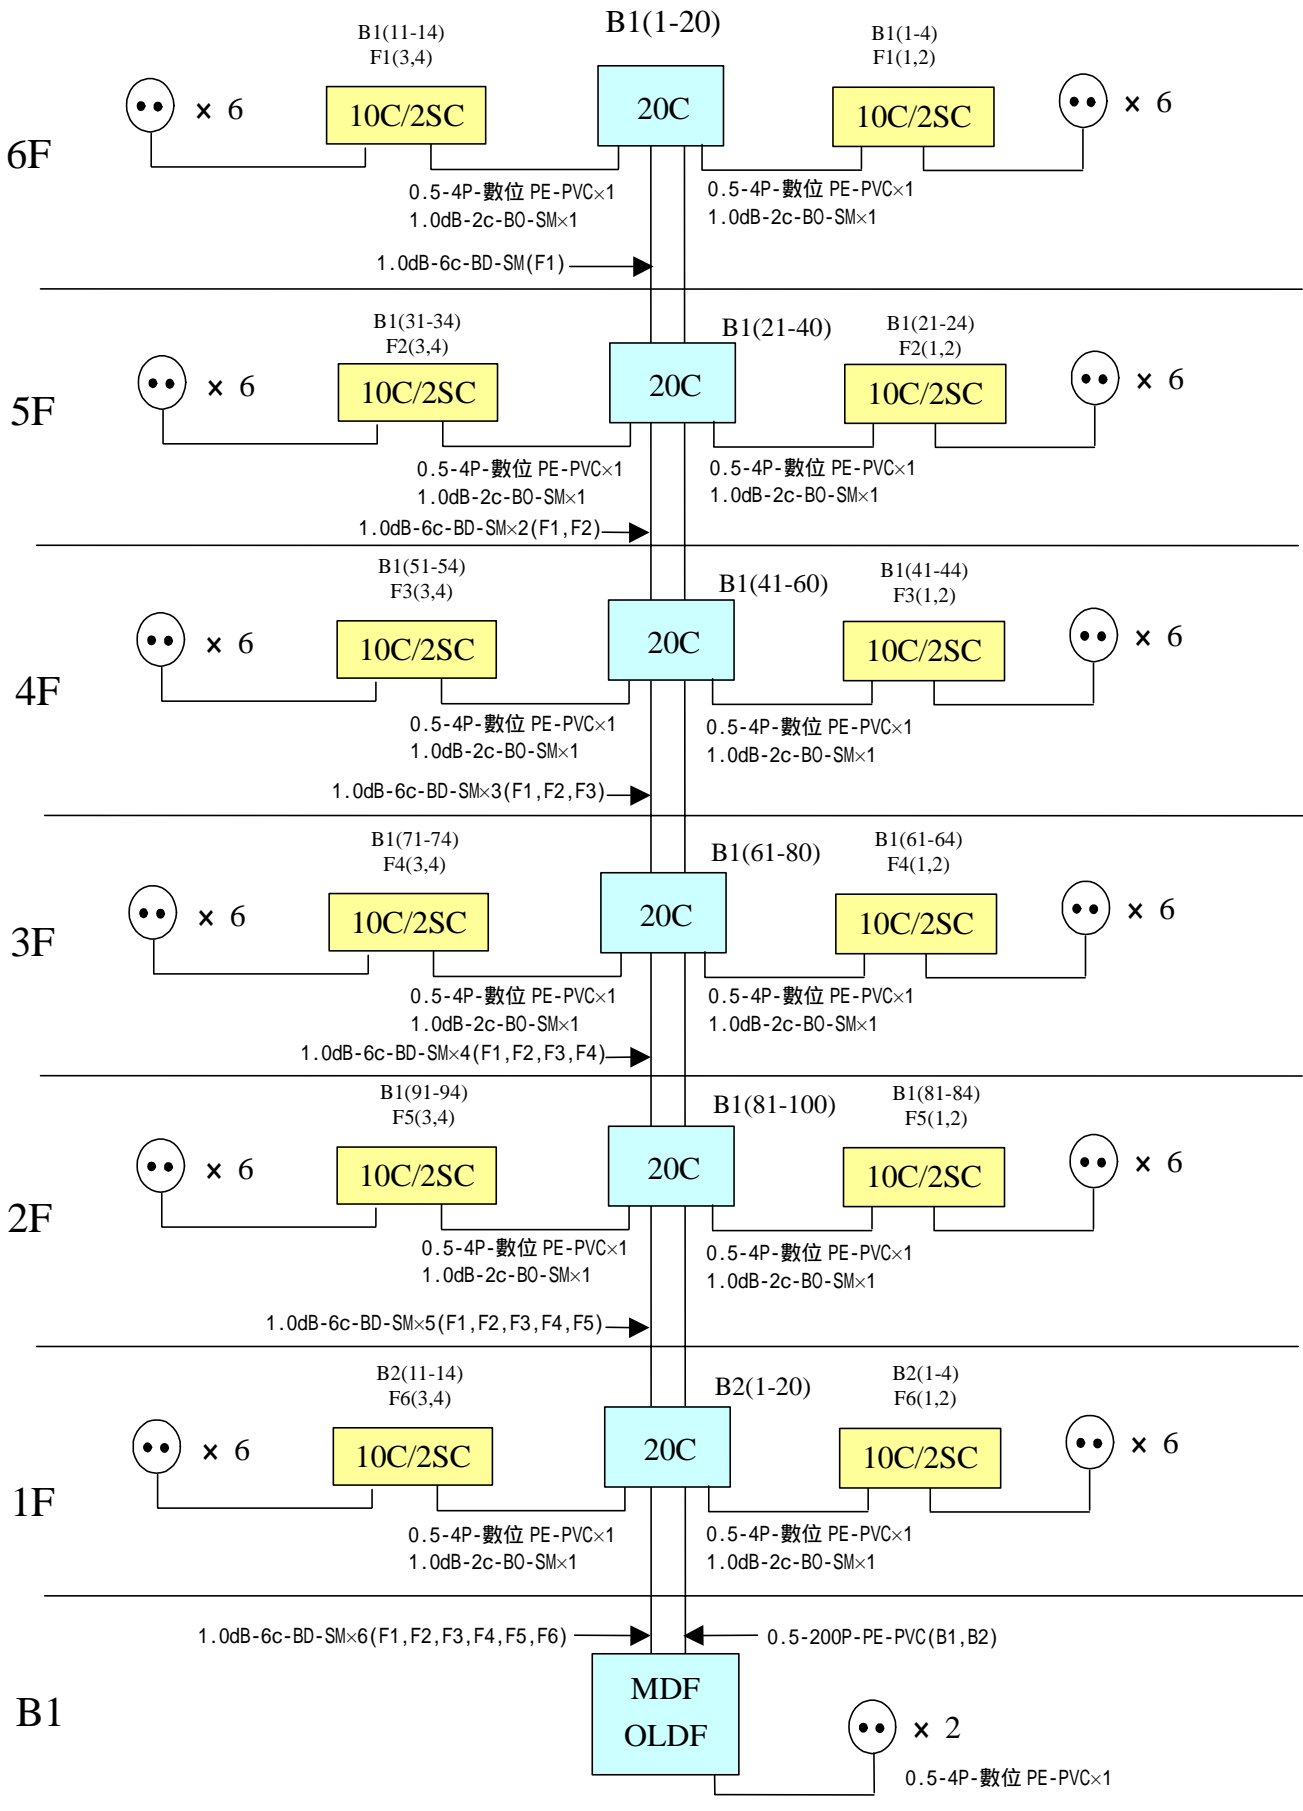 B1(1-20)
B1(11-14)
F1(3,4)
B1(1-4)
F1(1,2)
× 6
10C/2SC
20C
10C/2SC
× 6
6F
0.5-4P-數位 PE-PVC×1
1.0dB-2c-BO-SM×1
0.5-4P-數位 PE-PVC×1
1.0dB-2c-BO-SM×1
1.0dB-6c-BD-SM(F1)
B1(31-34)
F2(3,4)
B1(21-40)
B1(21-24)
F2(1,2)
× 6
10C/2SC
20C
10C/2SC
× 6
5F
0.5-4P-數位 PE-PVC×1
1.0dB-2c-BO-SM×1
0.5-4P-數位 PE-PVC×1
1.0dB-2c-BO-SM×1
1.0dB-6c-BD-SM×2(F1,F2)
B1(51-54)
F3(3,4)
B1(41-60)
B1(41-44)
F3(1,2)
× 6
10C/2SC
20C
10C/2SC
× 6
4F
0.5-4P-數位 PE-PVC×1
1.0dB-2c-BO-SM×1
0.5-4P-數位 PE-PVC×1
1.0dB-2c-BO-SM×1
1.0dB-6c-BD-SM×3(F1,F2,F3)
B1(71-74)
F4(3,4)
B1(61-80)
B1(61-64)
F4(1,2)
× 6
10C/2SC
20C
10C/2SC
× 6
3F
0.5-4P-數位 PE-PVC×1
1.0dB-2c-BO-SM×1
0.5-4P-數位 PE-PVC×1
1.0dB-2c-BO-SM×1
1.0dB-6c-BD-SM×4(F1,F2,F3,F4)
B1(91-94)
F5(3,4)
B1(81-100)
B1(81-84)
F5(1,2)
× 6
10C/2SC
20C
10C/2SC
× 6
2F
0.5-4P-數位 PE-PVC×1
1.0dB-2c-BO-SM×1
0.5-4P-數位 PE-PVC×1
1.0dB-2c-BO-SM×1
1.0dB-6c-BD-SM×5(F1,F2,F3,F4,F5)
B2(11-14)
F6(3,4)
B2(1-20)
B2(1-4)
F6(1,2)
× 6
10C/2SC
20C
10C/2SC
× 6
1F
0.5-4P-數位 PE-PVC×1
1.0dB-2c-BO-SM×1
0.5-4P-數位 PE-PVC×1
1.0dB-2c-BO-SM×1
1.0dB-6c-BD-SM×6(F1,F2,F3,F4,F5,F6)
0.5-200P-PE-PVC(B1,B2)
B1
MDF
OLDF
× 2
0.5-4P-數位 PE-PVC×1